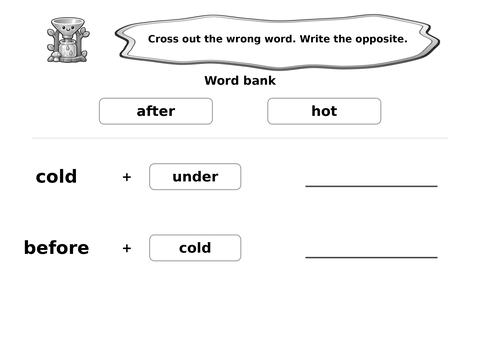 Cross out the wrong word. Write the opposite.
Word bank
after hot
cold + under
before + cold